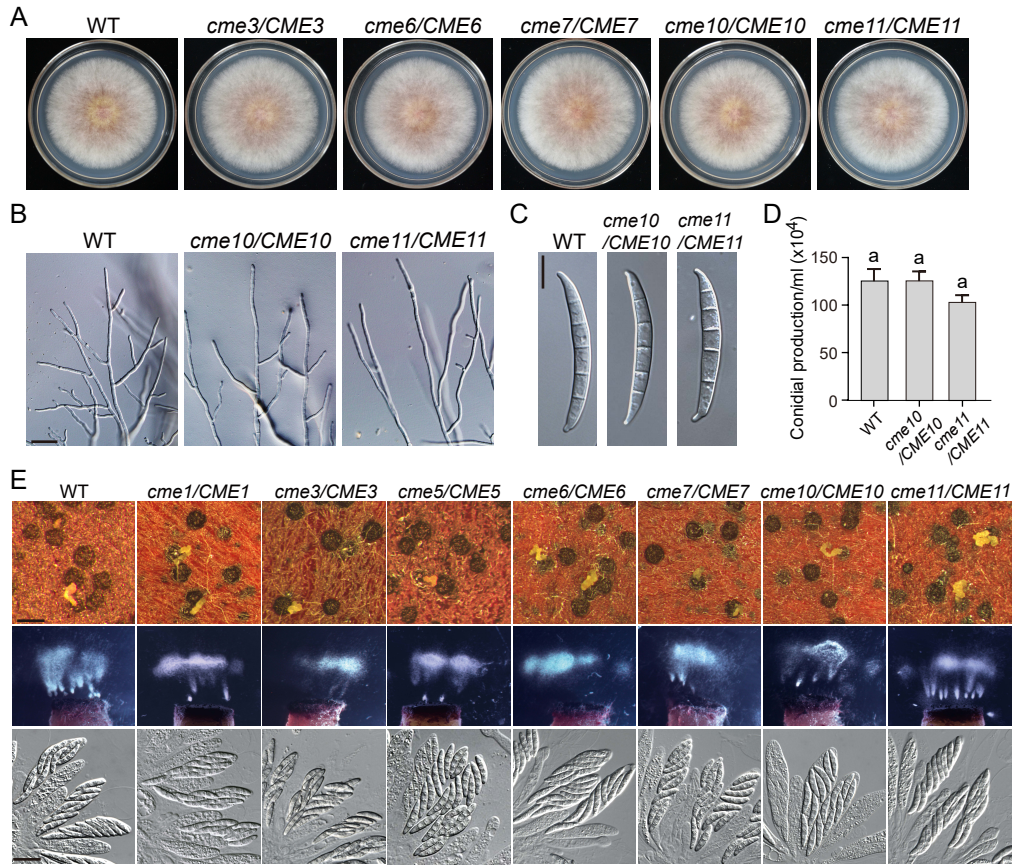 A
WT
cme3/CME3
cme6/CME6
cme7/CME7
cme10/CME10
cme11/CME11
B
WT
cme10/CME10
cme11/CME11
C
WT
cme10
/CME10
cme11
/CME11
D
Conidial production/ml (x10⁴)
150
100
50
0
a
a
a
WT
cme10
/CME10
cme11
/CME11
E
WT
cme1/CME1
cme3/CME3
cme5/CME5
cme6/CME6
cme7/CME7
cme10/CME10
cme11/CME11